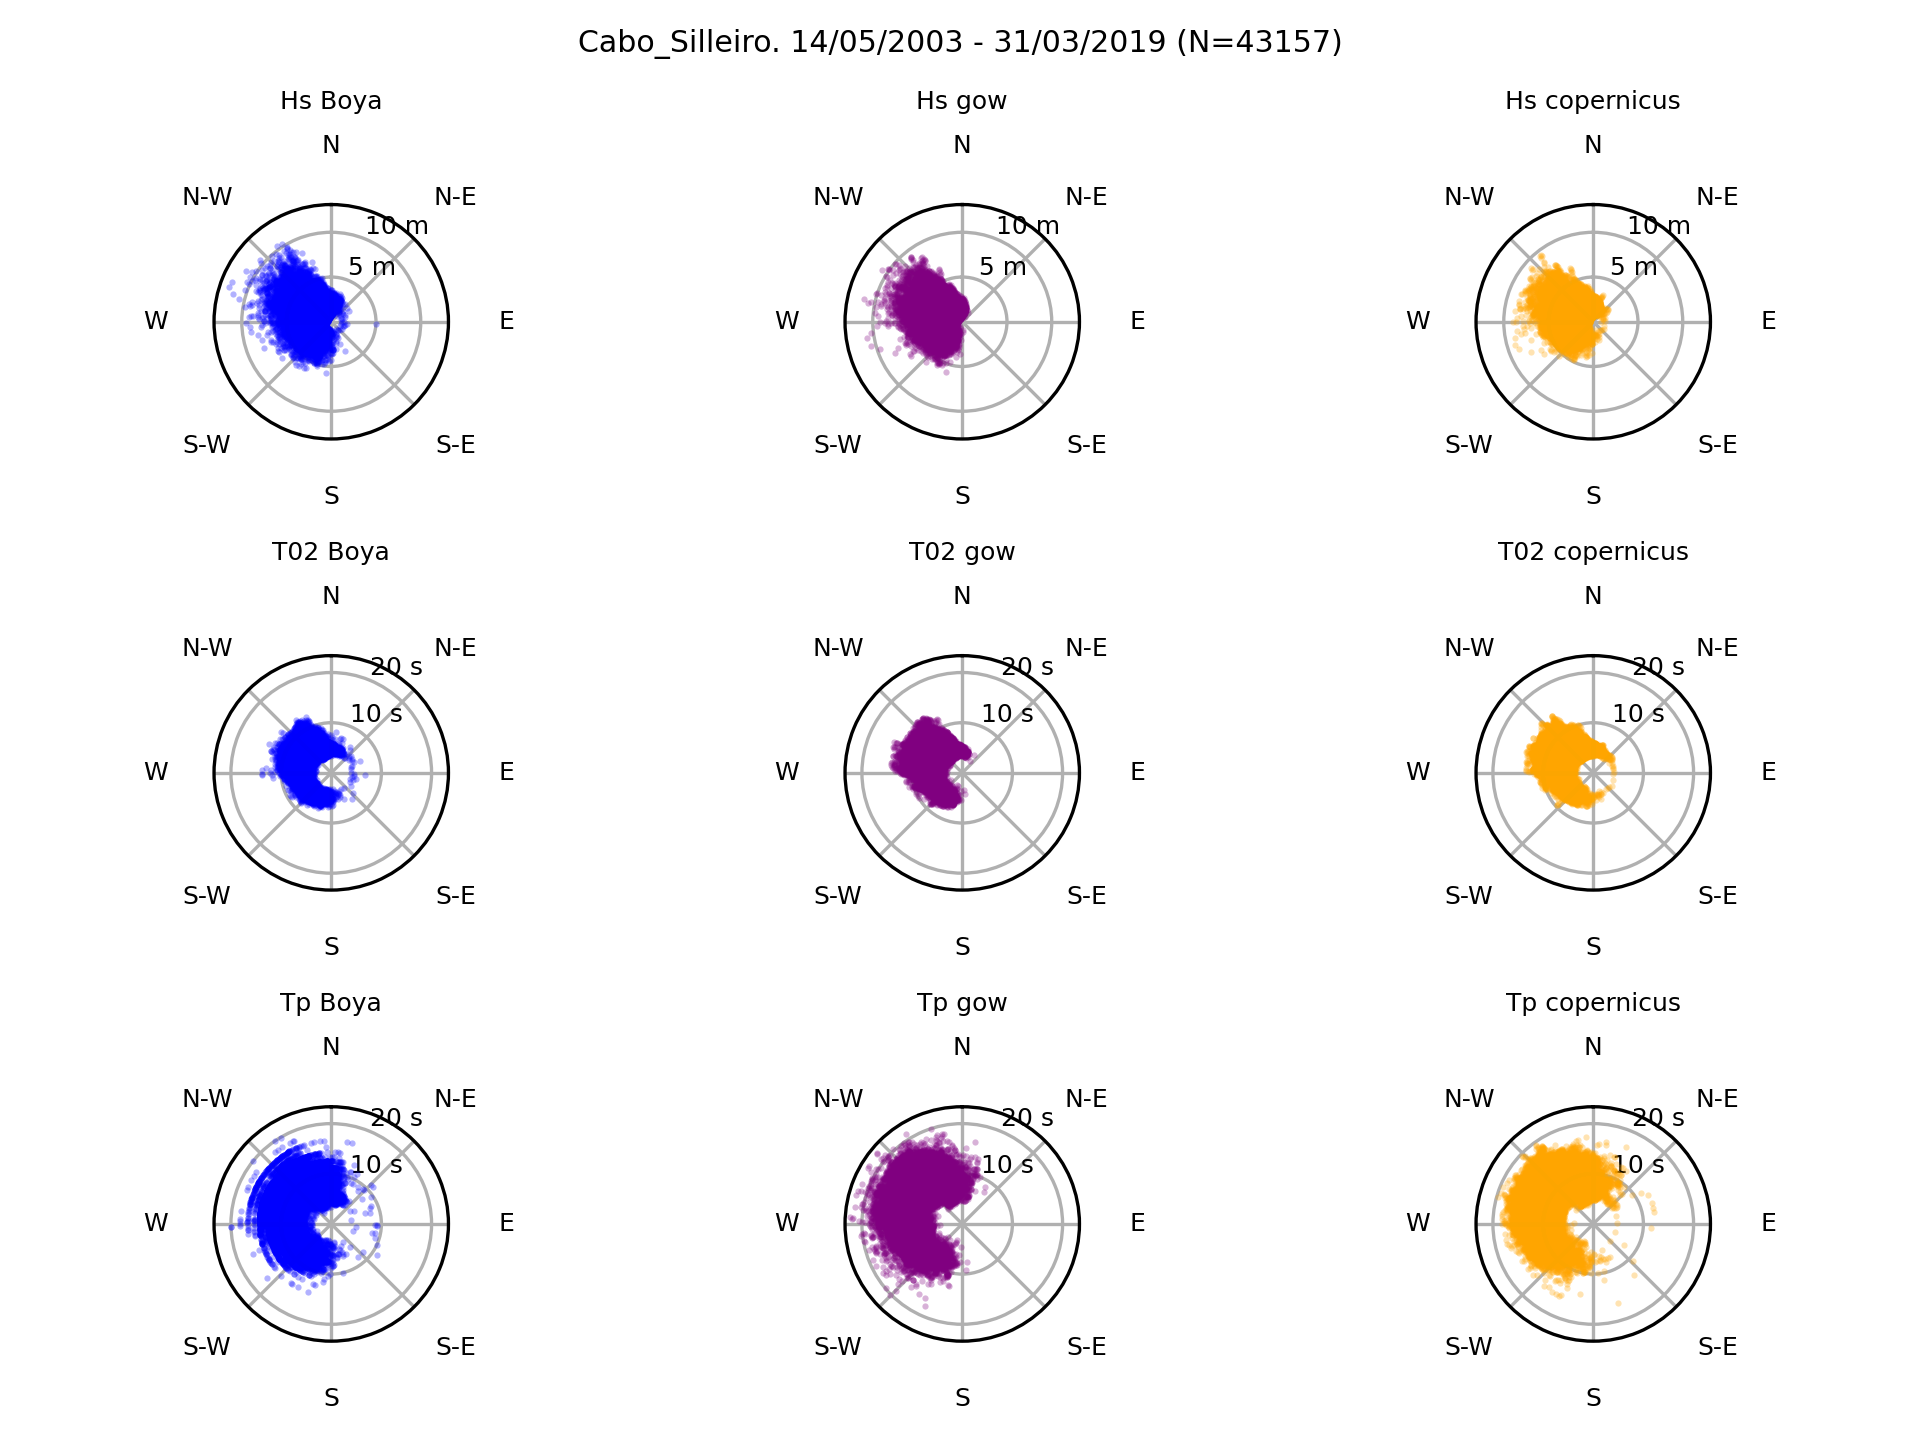 Cabo_Silleiro. 14/05/2003 - 31/03/2019 (N=43157)
Hs Boya
N
N-W
N-E
10 m
5 m
W
E
S-W
S-E
S
Hs gow
N
N-W
N-E
10 m
5 m
W
E
S-W
S-E
S
Hs copernicus
N
N-W
N-E
10 m
5 m
W
E
S-W
S-E
S
T02 Boya
N
N-W
N-E
20 s
10 s
W
E
S-W
S-E
S
T02 gow
N
N-W
N-E
20 s
10 s
W
E
S-W
S-E
S
T02 copernicus
N
N-W
N-E
20 s
10 s
W
E
S-W
S-E
S
Tp Boya
N
N-W
N-E
20 s
10 s
W
E
S-W
S-E
S
Tp gow
N
N-W
N-E
20 s
10 s
W
E
S-W
S-E
S
Tp copernicus
N
N-W
N-E
20 s
10 s
W
E
S-W
S-E
S